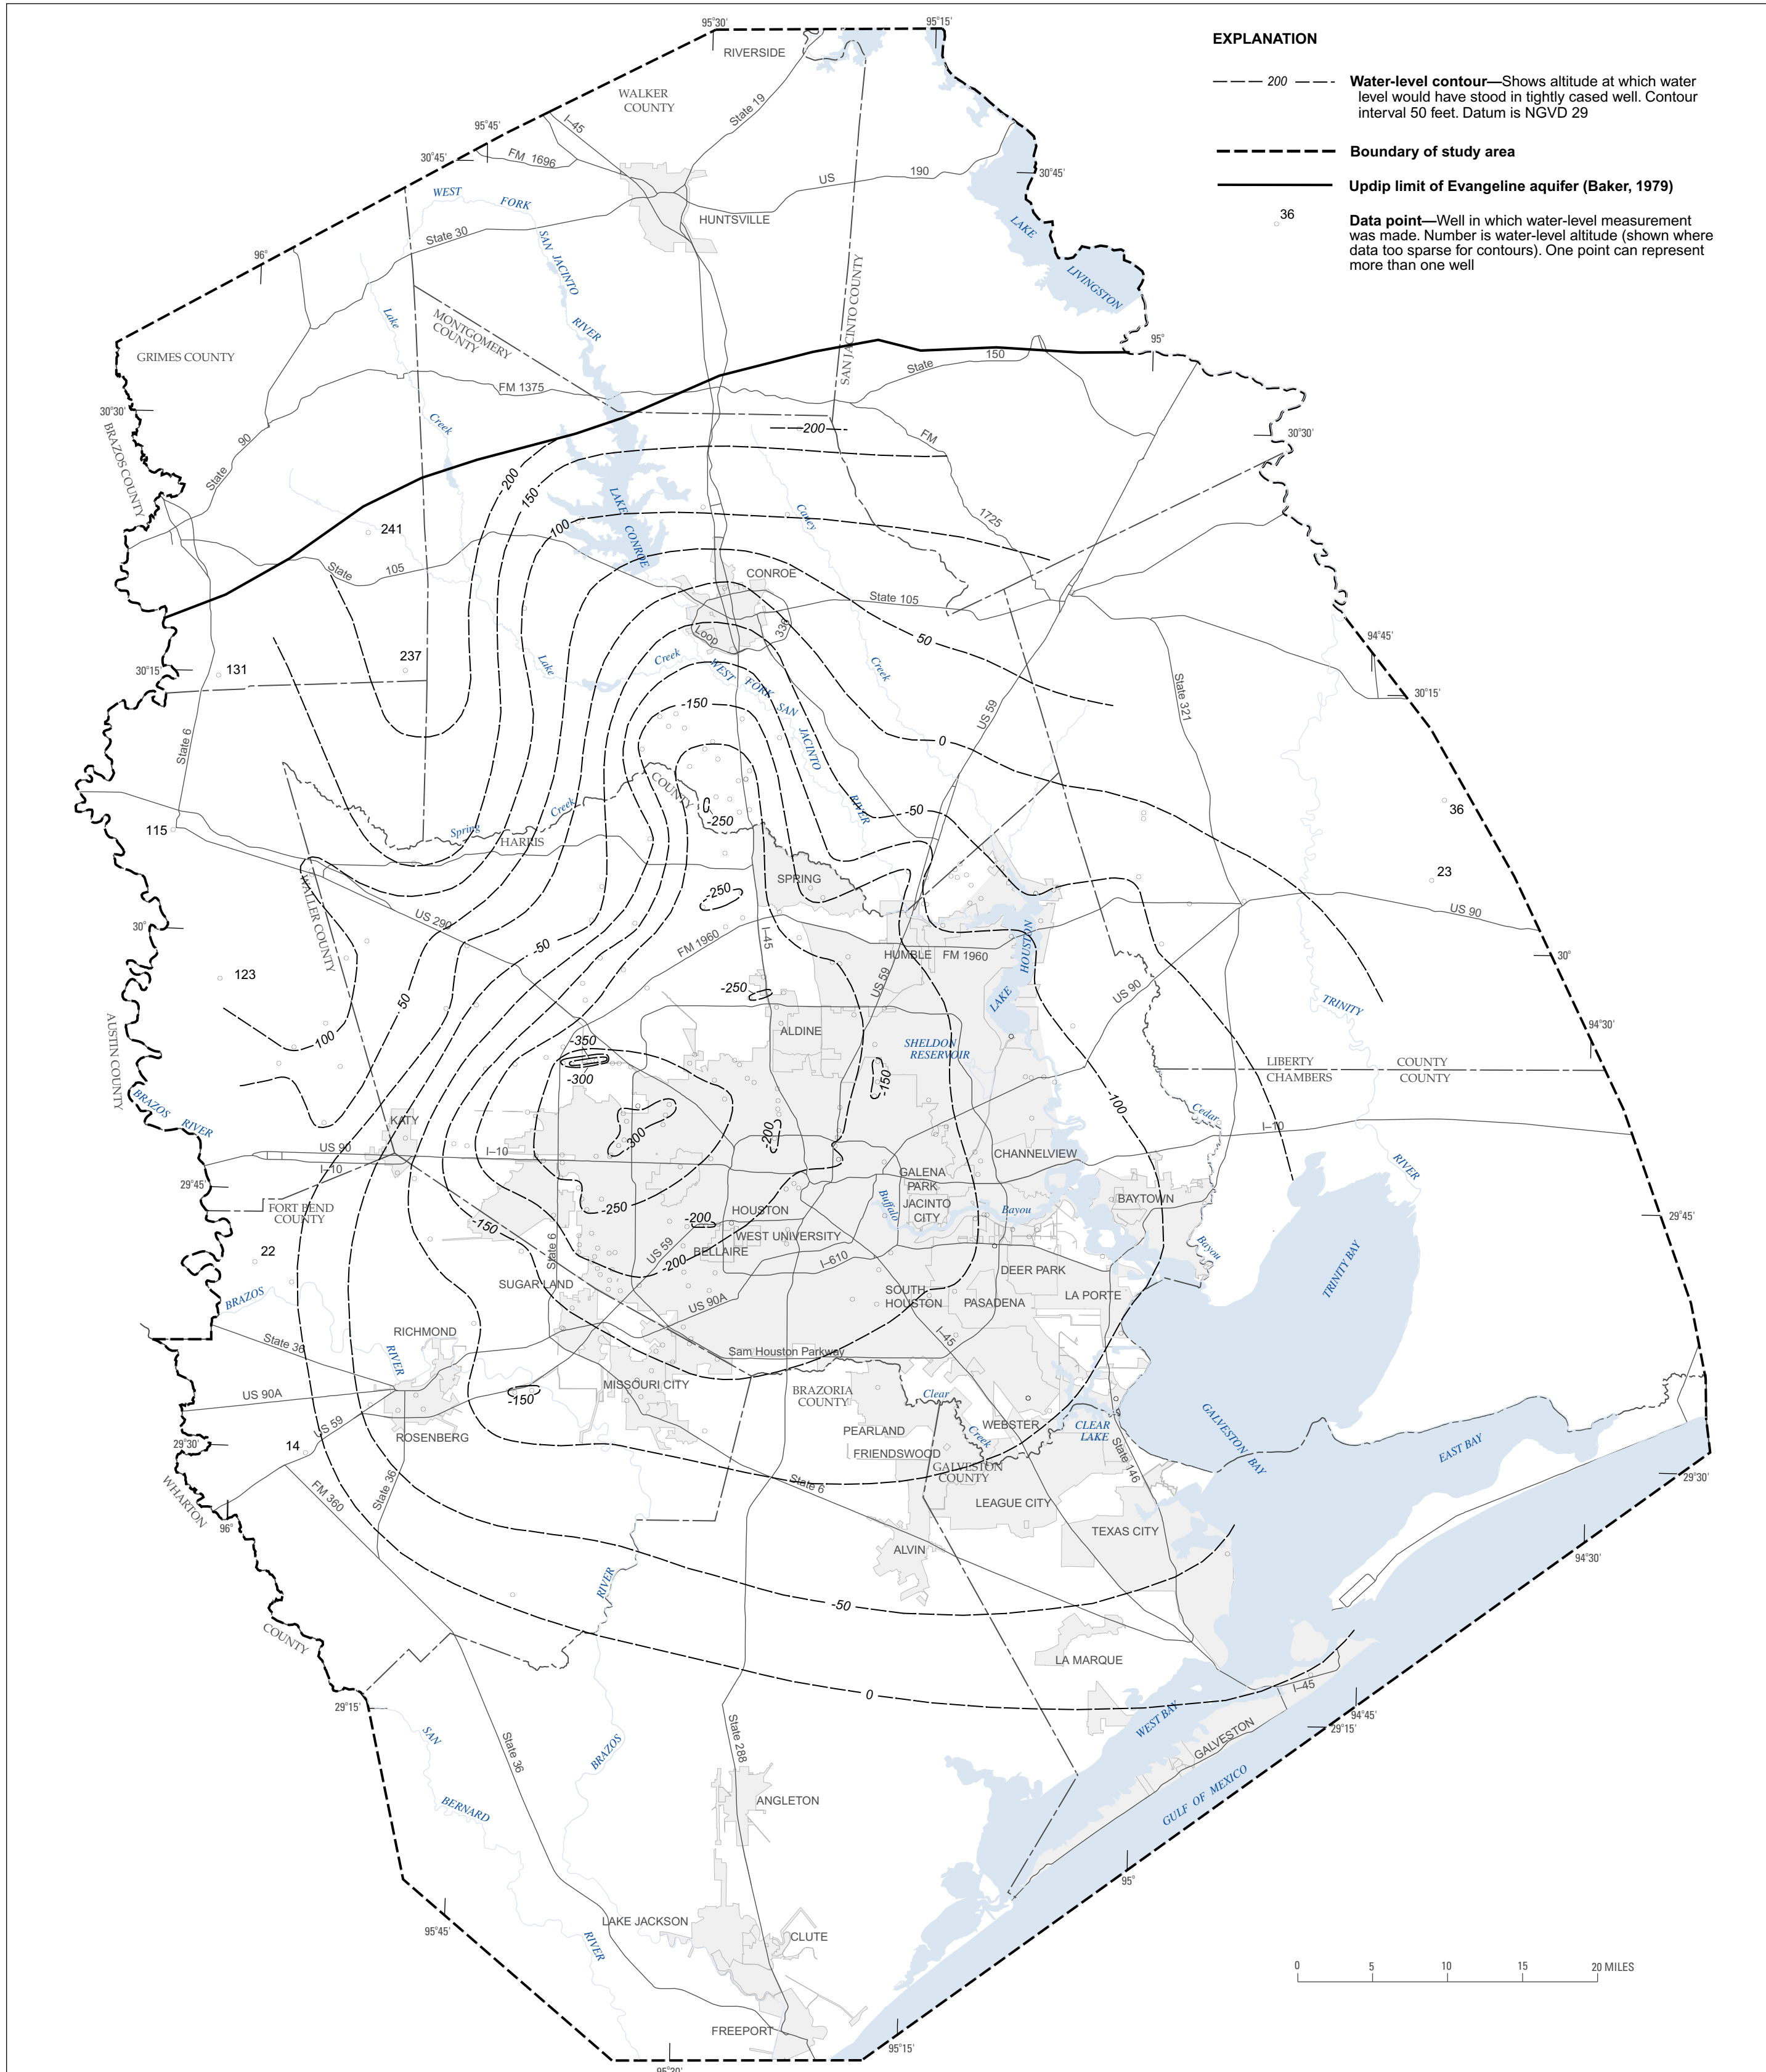 95°30'
95°15'
RIVERSIDE
EXPLANATION
200
Water-level contour—Shows altitude at which water
level would have stood in tightly cased well. Contour
interval 50 feet. Datum is NGVD 29
Boundary of study area
Updip limit of Evangeline aquifer (Baker, 1979)
36
Data point—Well in which water-level measurement
was made. Number is water-level altitude (shown where
data too sparse for contours). One point can represent
more than one well
WALKER
COUNTY
State 19
I–45
95°45'
30°45'
FM 1696
US 190
30°45'
WEST FORK SAN JACINTO RIVER
HUNTSVILLE
State 30
LAKE LIVINGSTON
96°
SAN JACINTO COUNTY
Lake
MONTGOMERY
COUNTY
GRIMES COUNTY
95°
State 150
FM 1375
30°30'
Creek
BRAZOS COUNTY
State 90
200
FM
30°30'
200
150
LAKE CONROE
100
Caney
1725
241
State 105
CONROE
State 105
Loop 336
50
94°45'
30°15'
131
237
Lake
Creek
WEST FORK SAN JACINTO RIVER
Creek
State 321
30°15'
-150
US 59
State 6
0
COUNTY
Creek
-50
36
115
Spring
HARRIS
-250
23
SPRING
WALLER COUNTY
-250
US 290
US 90
30°
-50
FM 1960
I–45
HUMBLE
FM 1960
LAKE HOUSTON
30°
123
50
-250
US 59
US 90
TRINITY
100
ALDINE
94°30'
AUSTIN COUNTY
-350
SHELDON
RESERVOIR
LIBERTY COUNTY
CHAMBERS COUNTY
-300
-150
BRAZOS RIVER
-100
Cedar
KATY
-300
-200
I–10
US 90
I–10
I–10
CHANNELVIEW
RIVER
29°45'
GALENA
PARK
BAYTOWN
FORT BEND
COUNTY
-250
HOUSTON
JACINTO
CITY
Buffalo
Bayou
29°45'
-150
-200
WEST UNIVERSITY
22
State 6
US 59
BELLAIRE
Bayou
TRINITY BAY
-200
I–610
SUGAR LAND
DEER PARK
BRAZOS
US 90A
SOUTH
HOUSTON
PASADENA
LA PORTE
RICHMOND
State 36
RIVER
I–45
Sam Houston Parkway
US 90A
-150
MISSOURI CITY
BRAZORIA
COUNTY
Clear
US 59
PEARLAND
WEBSTER
CLEAR
LAKE
GALVESTON BAY
ROSENBERG
29°30'
14
FRIENDSWOOD
Creek
EAST BAY
GALVESTON
COUNTY
State 146
29°30'
State 36
State 6
FM 360
WHARTON
LEAGUE CITY
96°
TEXAS CITY
ALVIN
94°30'
RIVER
-50
COUNTY
LA MARQUE
0
I–45
29°15'
94°45'
WEST BAY
29°15'
SAN
State 36
BRAZOS
State 288
GALVESTON
GULF OF MEXICO
BERNARD
ANGLETON
95°
95°45'
LAKE JACKSON
CLUTE
RIVER
0 5 10 15 20 MILES
FREEPORT
95°15'